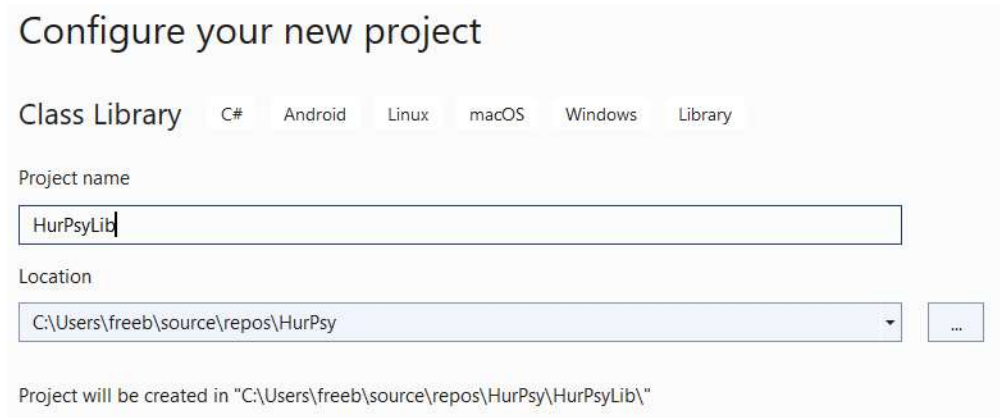 Configure your new project
Class Library C# Android Linux macOS Windows Library
Project name
HurPsyLib
Location
C:\Users\freeb\source\repos\HurPsy ...
Project will be created in "C:\Users\freeb\source\repos\HurPsy\HurPsyLib\"